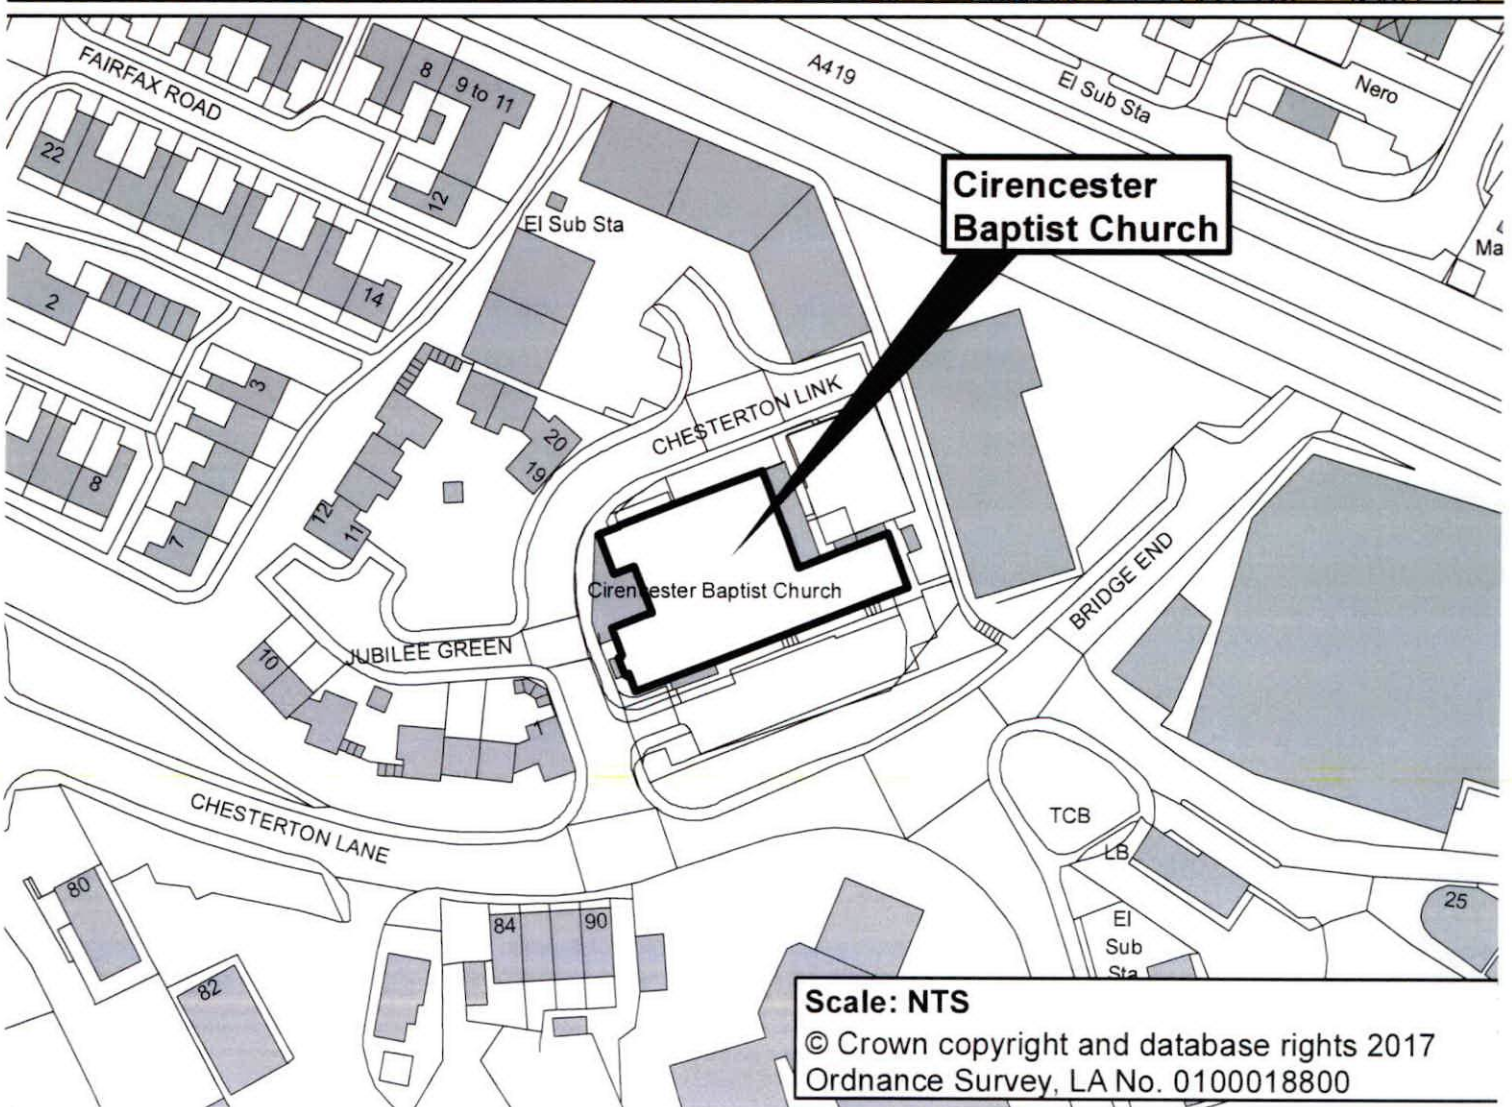 FAIRFAX ROAD
8
9 to 11
A419
El Sub Sta
Nero
22
12
El Sub Sta
Cirencester
Baptist Church
Ma
2
14
3
CHESTERTON LINK
20
19
8
12
11
7
BRIDGE END
Cirencester Baptist Church
JUBILEE GREEN
10
1
CHESTERTON LANE
TCB
LB
80
84
90
25
El
Sub
Sta
82
Scale: NTS
© Crown copyright and database rights 2017
Ordnance Survey, LA No. 0100018800